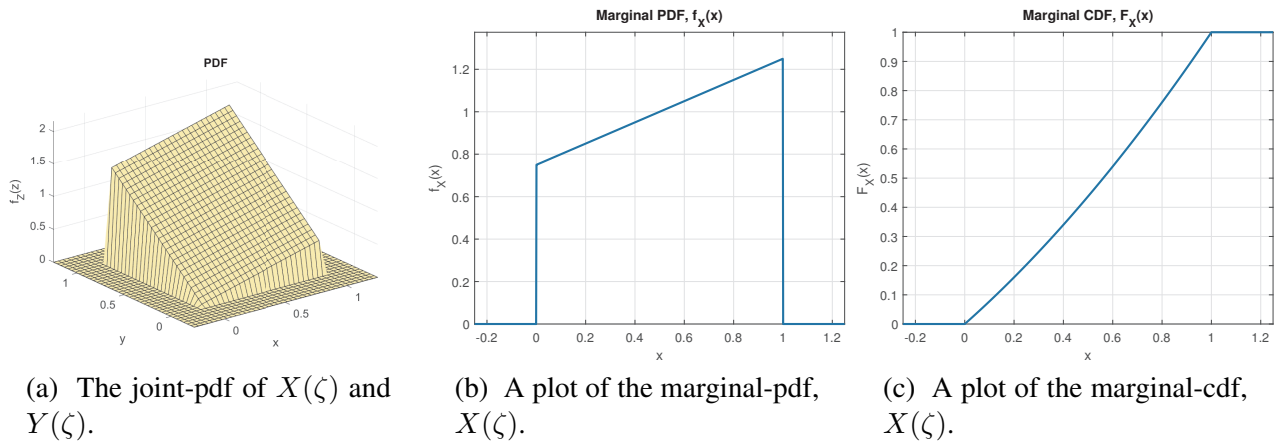 PDF
2
1.5
1
0.5
0
f_Z(z)
1
0.5
0
y
0
0.5
1
x
Marginal PDF, f_X(x)
1.2
1
0.8
0.6
0.4
0.2
0
f_X(x)
-0.2 0 0.2 0.4 0.6 0.8 1 1.2
x
Marginal CDF, F_X(x)
1
0.9
0.8
0.7
0.6
0.5
0.4
0.3
0.2
0.1
0
F_X(x)
-0.2 0 0.2 0.4 0.6 0.8 1 1.2
x
(a) The joint-pdf of X(ζ) and
Y(ζ).
(b) A plot of the marginal-pdf,
X(ζ).
(c) A plot of the marginal-cdf,
X(ζ).